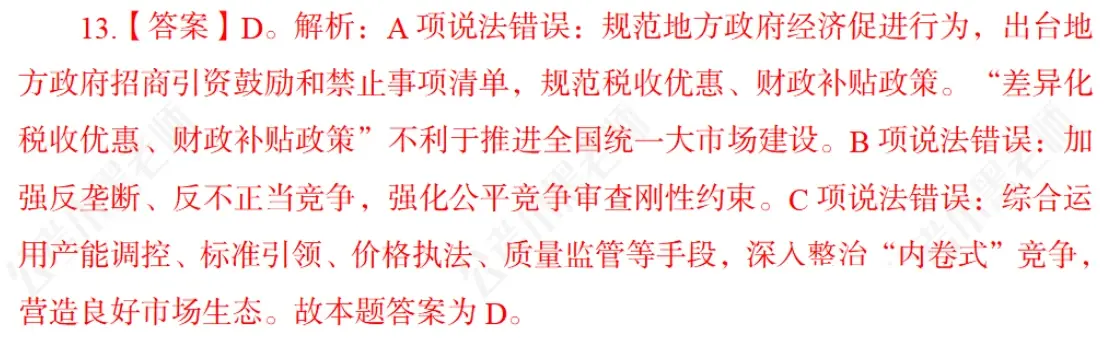 13.【答案】D。解析：A 项说法错误：规范地方政府经济促进行为，出台地
方政府招商引资鼓励和禁止事项清单，规范税收优惠、财政补贴政策。“差异化
税收优惠、财政补贴政策”不利于推进全国统一大市场建设。B 项说法错误：加
强反垄断、反不正当竞争，强化公平竞争审查刚性约束。C 项说法错误：综合运
用产能调控、标准引领、价格执法、质量监管等手段，深入整治“内卷式”竞争，
营造良好市场生态。故本题答案为 D。